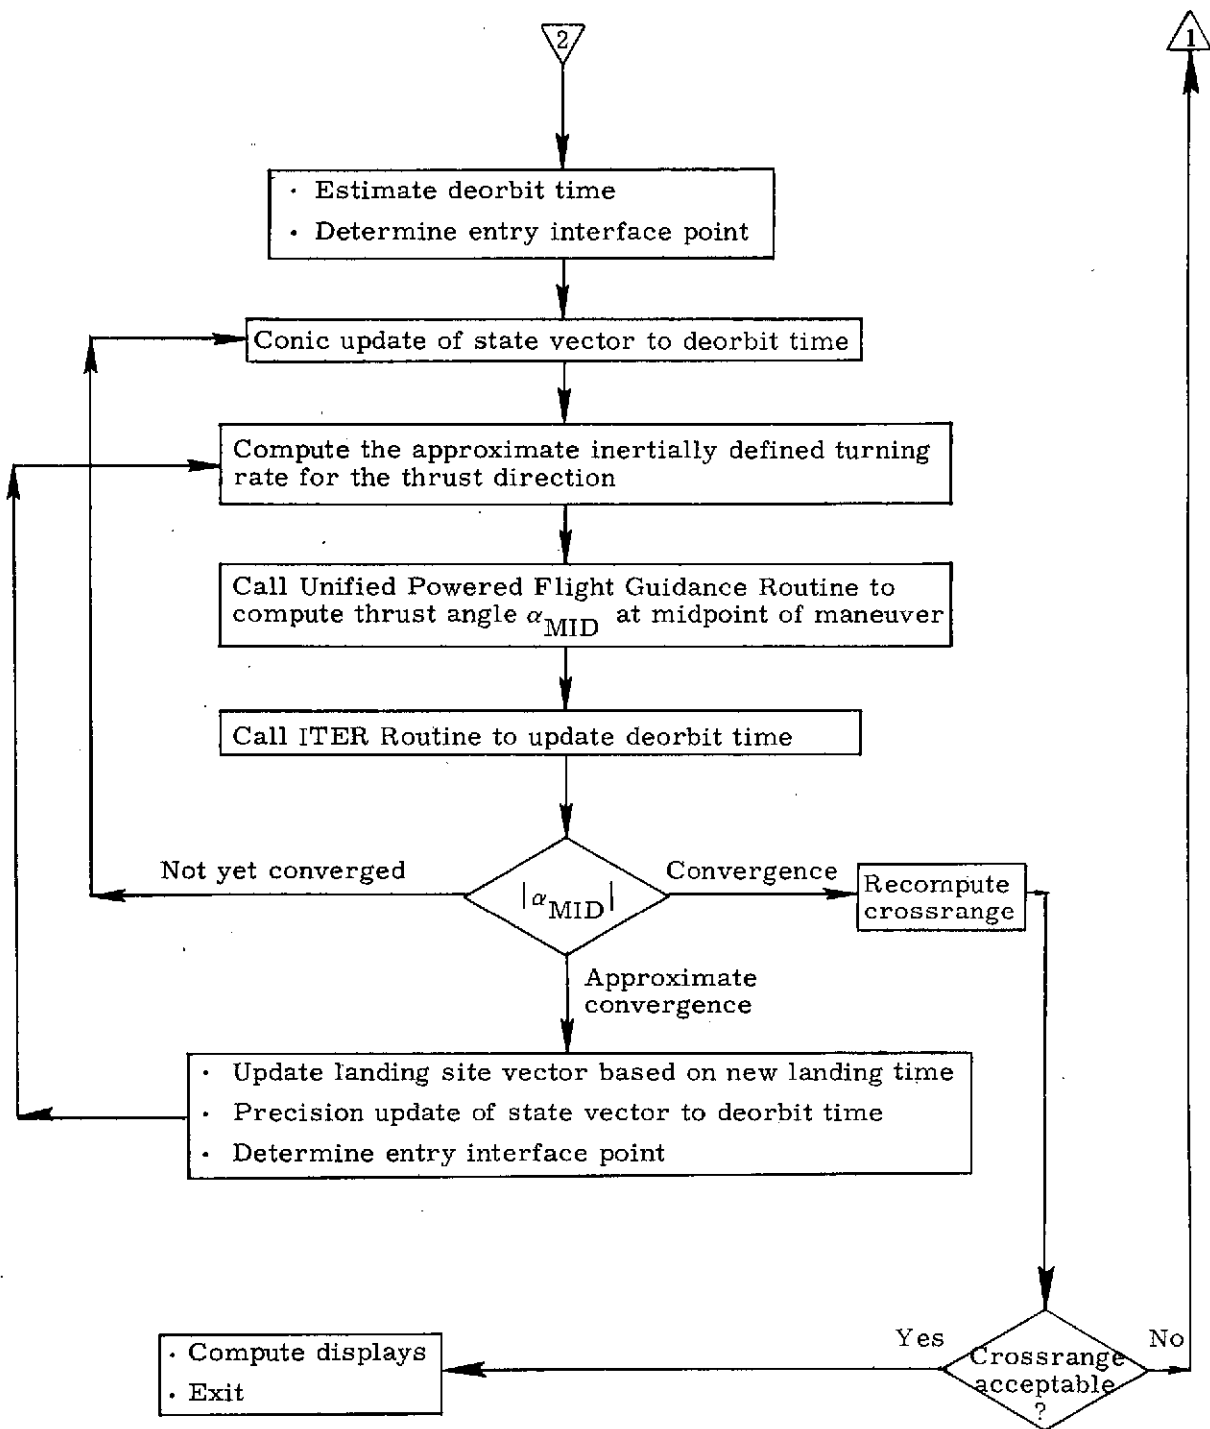 2
1
· Estimate deorbit time
· Determine entry interface point
Conic update of state vector to deorbit time
Compute the approximate inertially defined turning
rate for the thrust direction
Call Unified Powered Flight Guidance Routine to
compute thrust angle α_MID at midpoint of maneuver
Call ITER Routine to update deorbit time
Not yet converged
|α_MID|
Convergence
Recompute
crossrange
Approximate
convergence
· Update landing site vector based on new landing time
· Precision update of state vector to deorbit time
· Determine entry interface point
Yes
Crossrange
acceptable
?
No
· Compute displays
· Exit